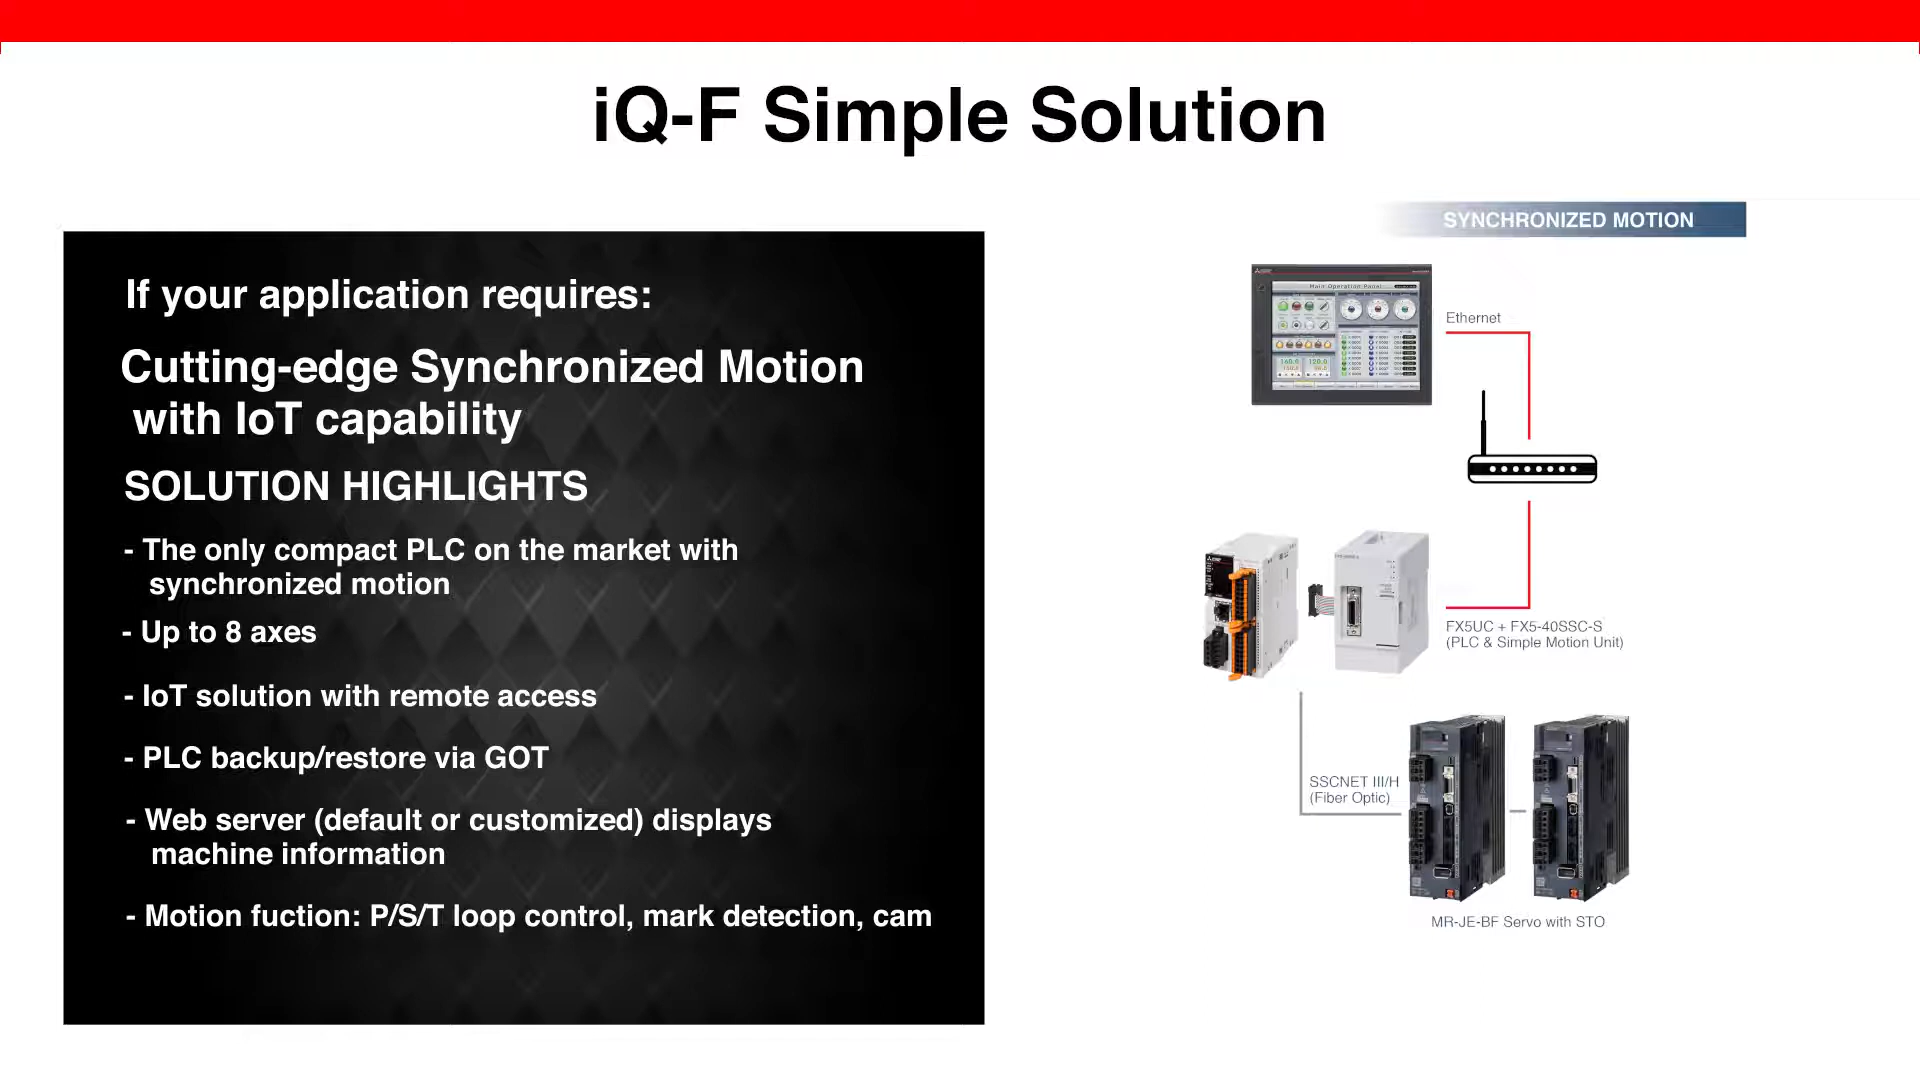 iQ-F Simple Solution
SYNCHRONIZED MOTION
If your application requires:
Cutting-edge Synchronized Motion
with IoT capability
SOLUTION HIGHLIGHTS
- The only compact PLC on the market with
synchronized motion
- Up to 8 axes
- IoT solution with remote access
- PLC backup/restore via GOT
- Web server (default or customized) displays
machine information
- Motion fuction: P/S/T loop control, mark detection, cam
Main Operation Panel
Ethernet
FX5UC + FX5-40SSC-S
(PLC & Simple Motion Unit)
SSCNET III/H
(Fiber Optic)
MR-JE-BF Servo with STO